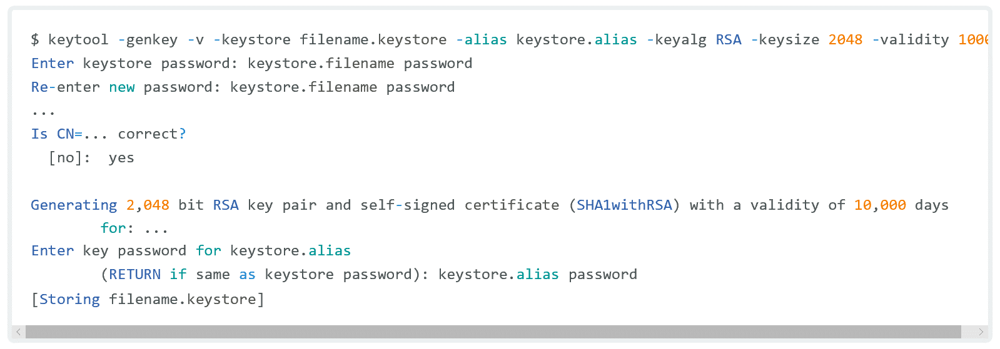 $ keytool -genkey -v -keystore filename.keystore -alias keystore.alias -keyalg RSA -keysize 2048 -validity 1000
Enter keystore password: keystore.filename password
Re-enter new password: keystore.filename password
...
Is CN=... correct?
  [no]:  yes

Generating 2,048 bit RSA key pair and self-signed certificate (SHA1withRSA) with a validity of 10,000 days
        for: ...
Enter key password for keystore.alias
        (RETURN if same as keystore password): keystore.alias password
[Storing filename.keystore]